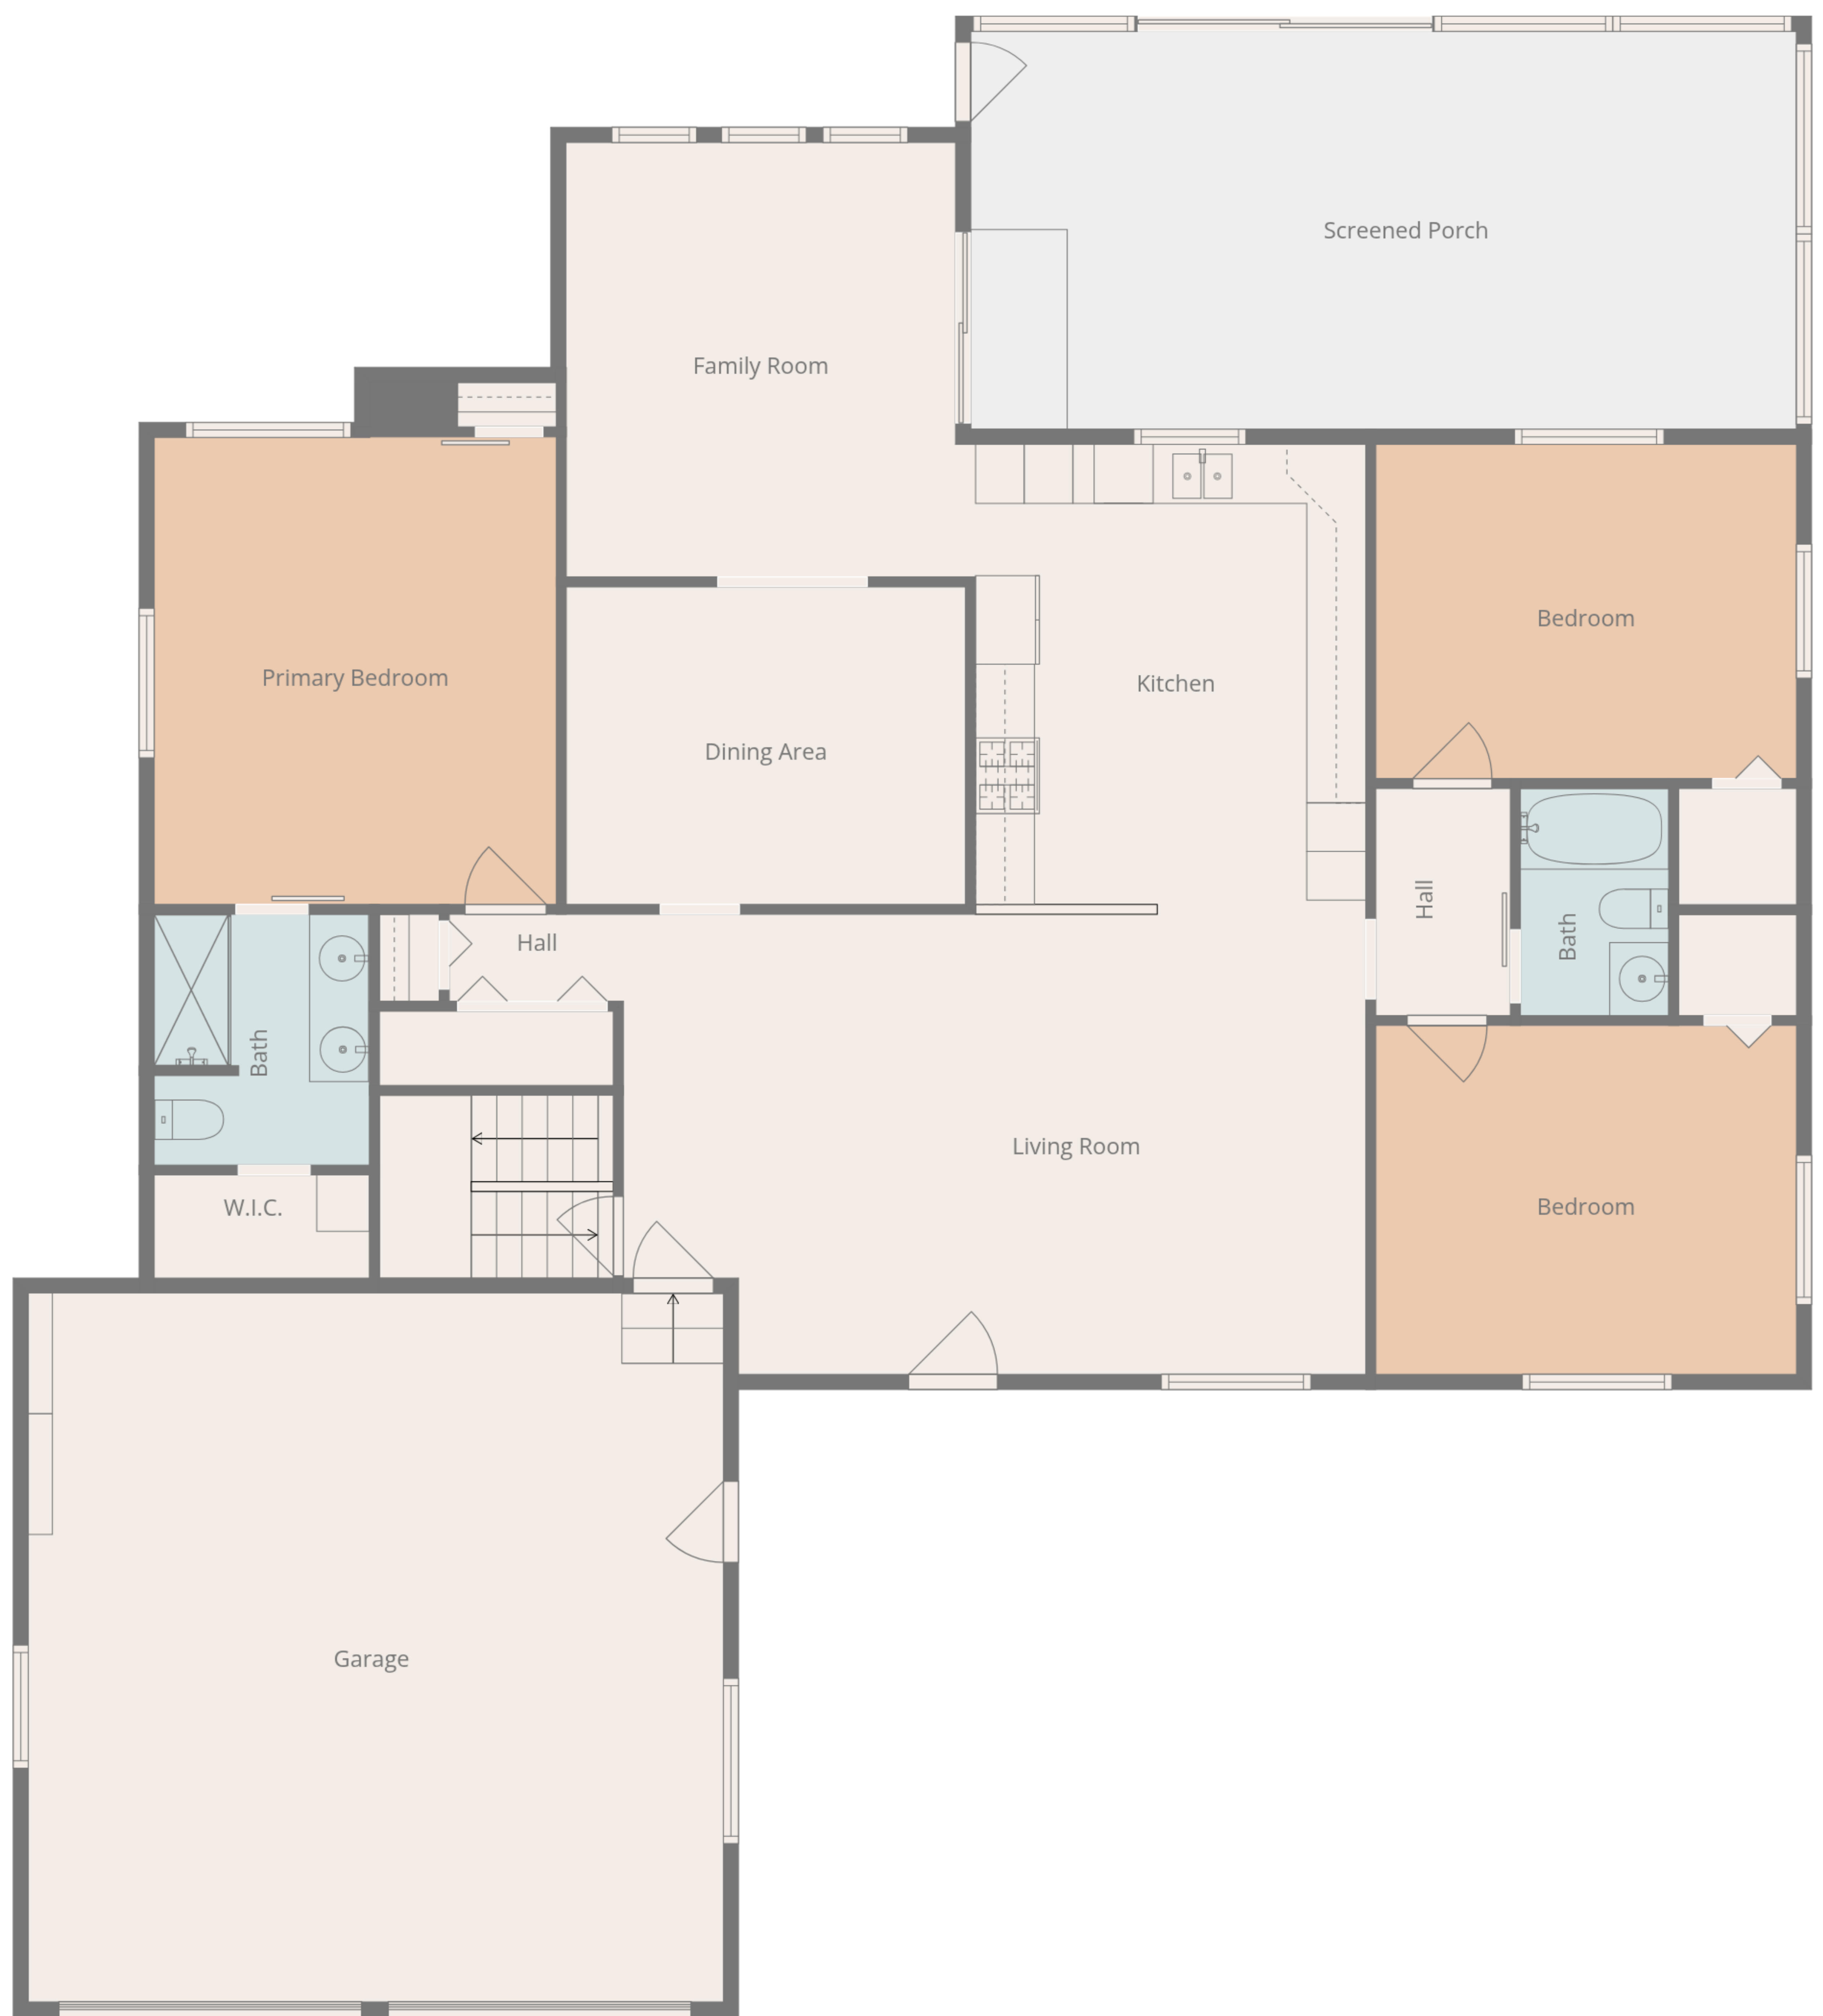 Screened Porch
Family Room
Bedroom
Primary Bedroom
Kitchen
Dining Area
Hall
Bath
Hall
Bath
Living Room
W.I.C.
Bedroom
Garage